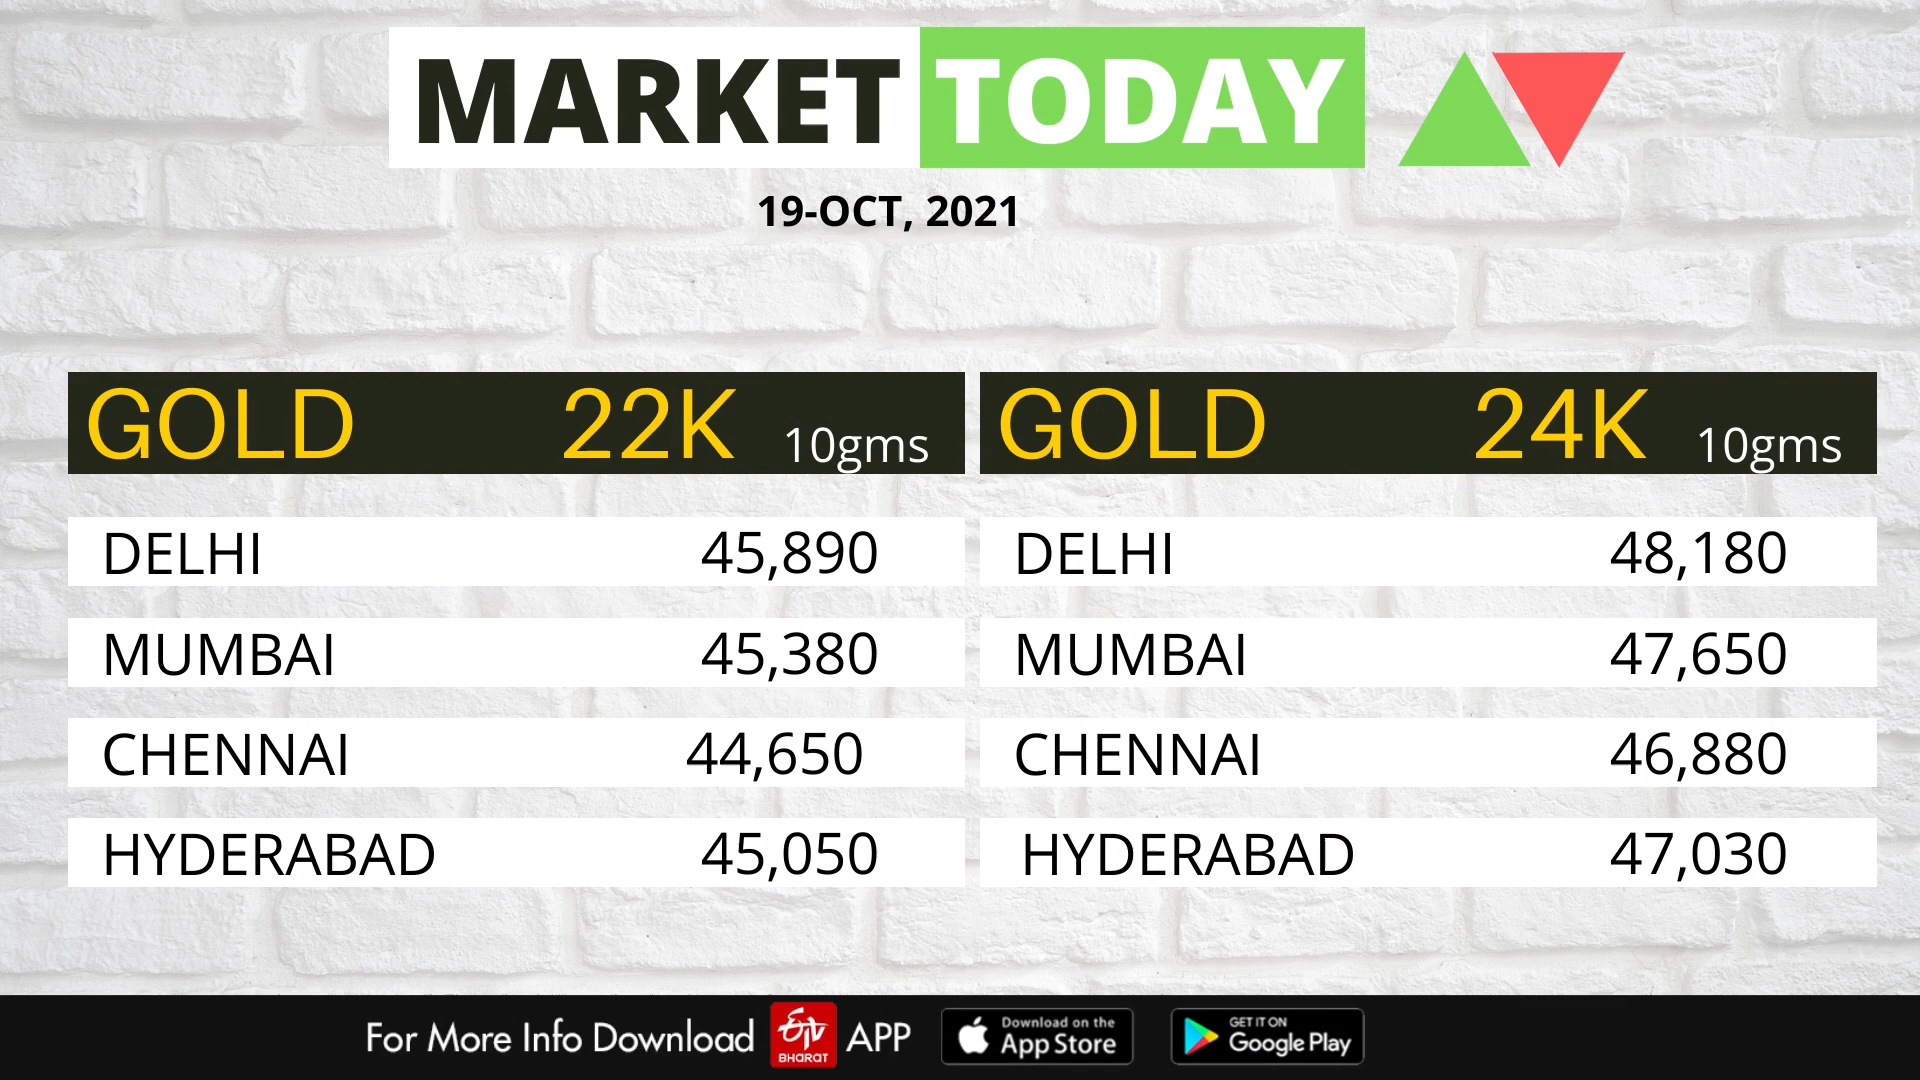 MARKET TODAY
19-OCT, 2021
GOLD 22K 10gms
DELHI 45,890
MUMBAI 45,380
CHENNAI 44,650
HYDERABAD 45,050
GOLD 24K 10gms
DELHI 48,180
MUMBAI 47,650
CHENNAI 46,880
HYDERABAD 47,030
For More Info Download ETV BHARAT APP
Download on the
App Store
GET IT ON
Google Play